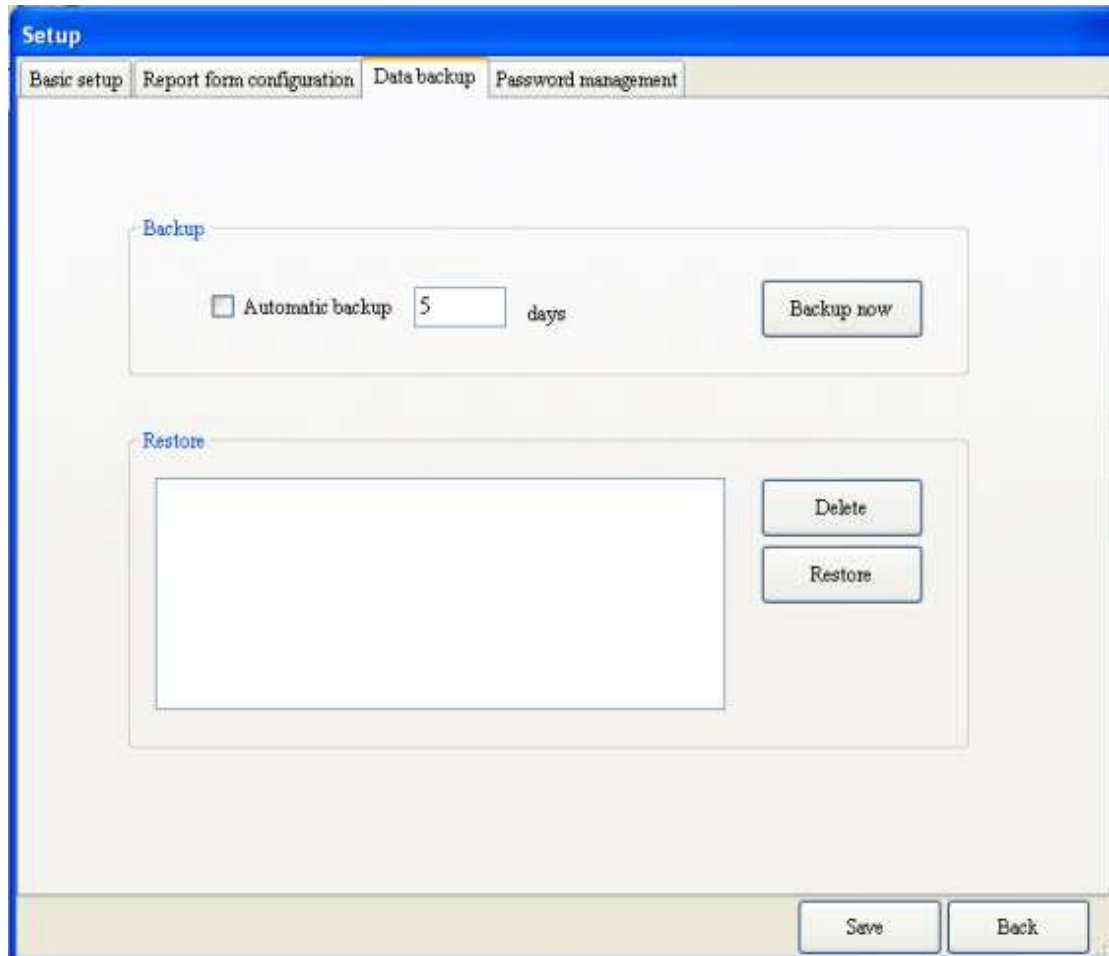 Setup
Basic setup Report form configuration Data backup Password management
Backup
Automatic backup 5 days Backup now
Restore
Delete
Restore
Save Back